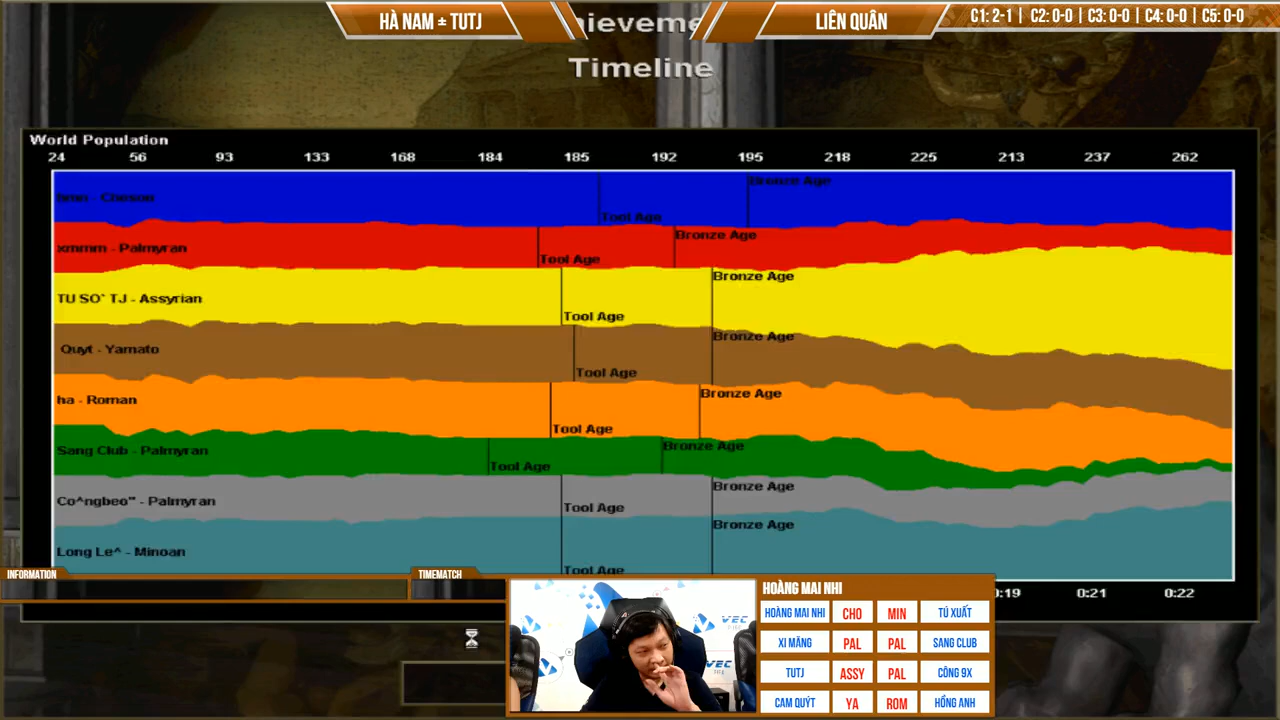 HÀ NAM + TUTJ
LIÊN QUÂN
C1: 2-1 | C2: 0-0 | C3: 0-0 | C4: 0-0 | C5: 0-0
hieveme
Timeline
World Population
24 56 93 133 168 184 185 192 195 218 225 213 237 262
Choson
Tool Age
Bronze Age
xmmm - Palmyran
Tool Age
Bronze Age
TU SO` TJ - Assyrian
Tool Age
Bronze Age
Quyt - Yamato
Tool Age
Bronze Age
ha - Roman
Tool Age
Bronze Age
Sang Club - Palmyran
Tool Age
Bronze Age
Co^ngbeo" - Palmyran
Tool Age
Bronze Age
Long Le^ - Minoan
Tool Age
Bronze Age
:19 0:21 0:22
INFORMATION
TIMEMATCH
VEC
VEC
HOÀNG MAI NHI
HOÀNG MAI NHI CHO MIN TÚ XUẤT
XI MĂNG PAL PAL SANG CLUB
TUTJ ASSY PAL CÔNG 9X
CAM QUÝT YA ROM HỒNG ANH